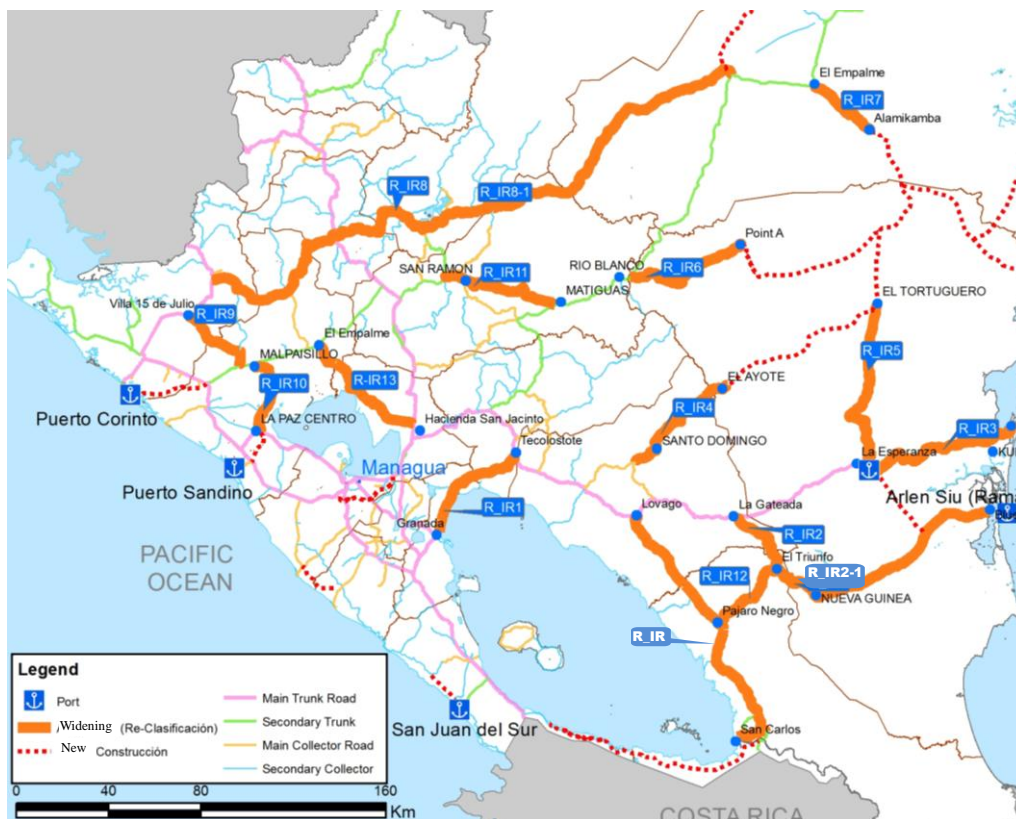 El Empalme
R_IR7
Alamikamba
R_IR8
R_IR8-1
Point A
SAN RAMON
R_IR11
RIO BLANCO
R_IR6
MATIGUAS
EL TORTUGUERO
Villa 15 de Julio
R_IR9
El Empalme
MALPAISILLO
R-IR13
R_IR5
R_IR10
EL AYOTE
Puerto Corinto
LA PAZ CENTRO
Hacienda San Jacinto
R_IR4
R_IR3
SANTO DOMINGO
Tecolostote
La Esperanza
Managua
Puerto Sandino
Arlen Siu (Rama
Granada
R_IR1
Lovago
La Gateada
R_IR2
PACIFIC
OCEAN
El Triunfo
R_IR12
R_IR2-1
NUEVA GUINEA
Pajaro Negro
R_IR
San Carlos
San Juan del Sur
COSTA RICA
Legend
Port
Widening (Re-Clasificación)
New Construcción
Main Trunk Road
Secondary Trunk
Main Collector Road
Secondary Collector
0 40 80 160
Km